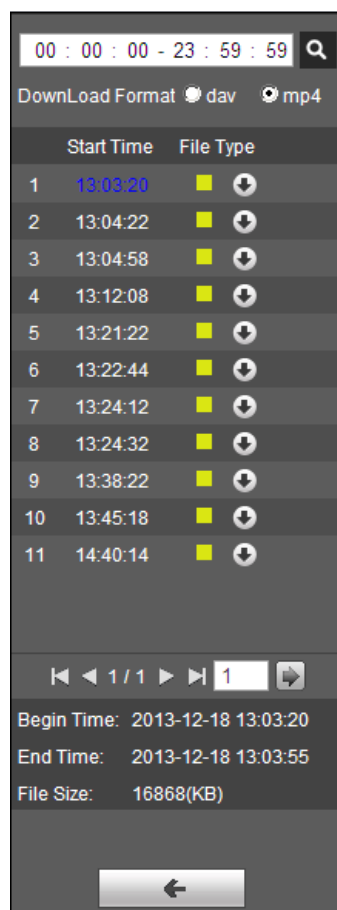 00 : 00 : 00 - 23 : 59 : 59
DownLoad Format dav mp4
Start Time File Type
1 13:03:20
2 13:04:22
3 13:04:58
4 13:12:08
5 13:21:22
6 13:22:44
7 13:24:12
8 13:24:32
9 13:38:22
10 13:45:18
11 14:40:14
1 / 1 1
Begin Time: 2013-12-18 13:03:20
End Time: 2013-12-18 13:03:55
File Size: 16868(KB)